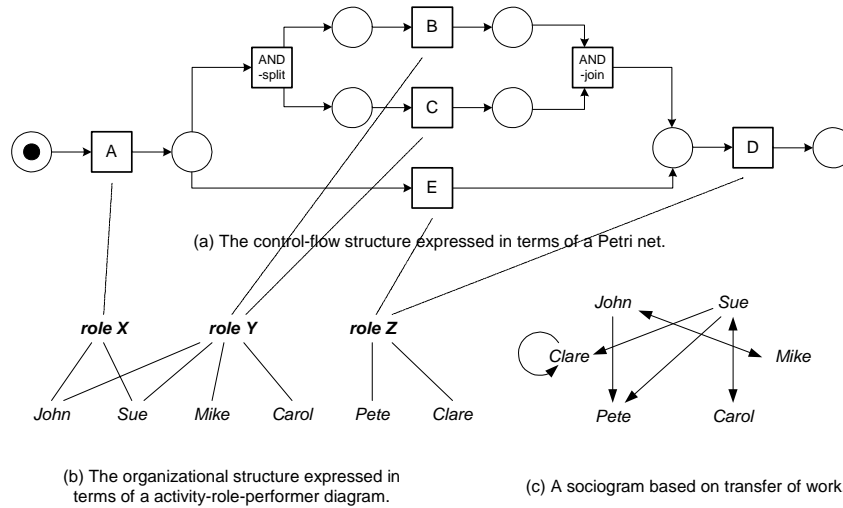 B
AND
-split
AND
-join
C
A
D
E
(a) The control-flow structure expressed in terms of a Petri net.
role X
role Y
role Z
John
Sue
Mike
Carol
Pete
Clare
(b) The organizational structure expressed in
terms of a activity-role-performer diagram.
John
Sue
Clare
Mike
Pete
Carol
(c) A sociogram based on transfer of work